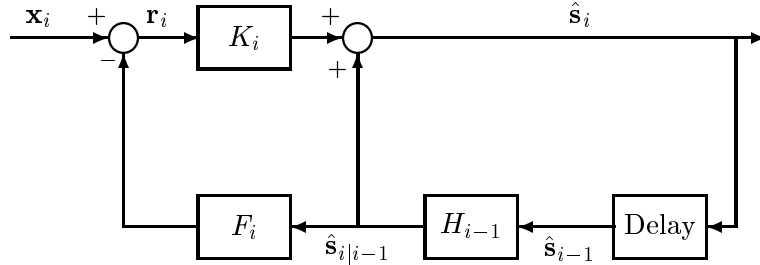 x_i + r_i K_i + ŝ_i
− +
F_i ŝ_{i|i−1} H_{i−1} ŝ_{i−1} Delay